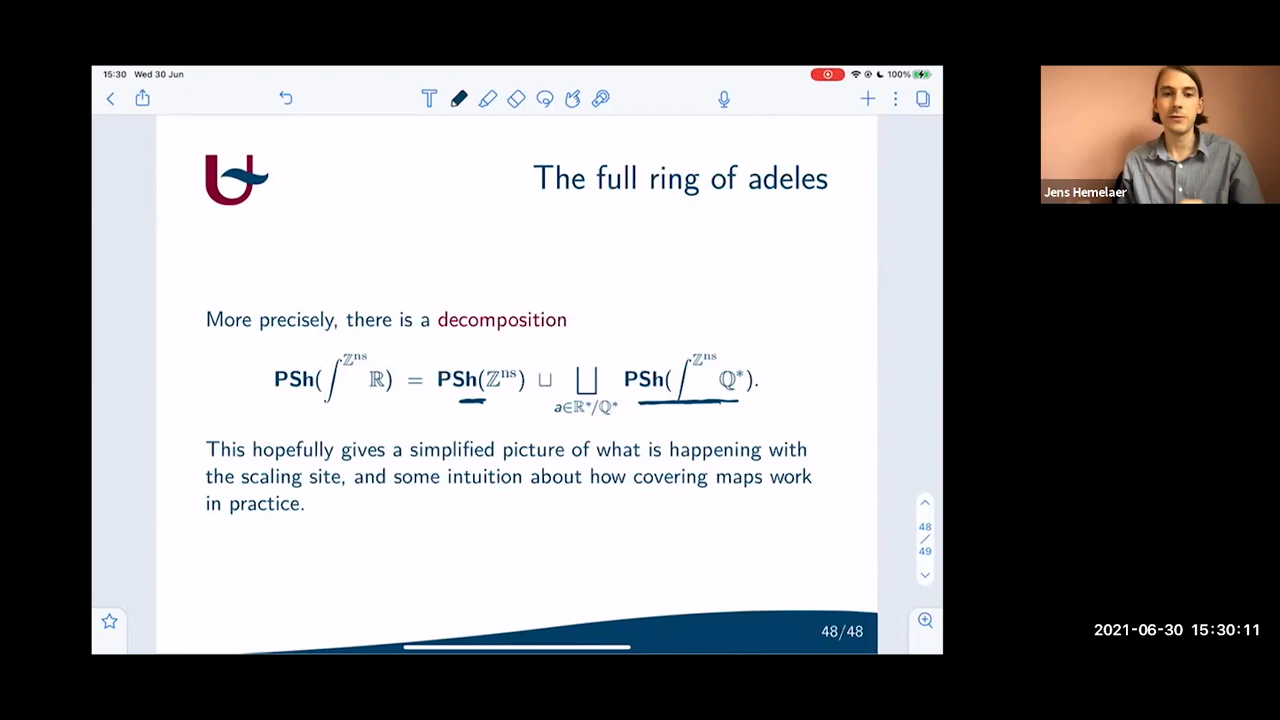 15:30 Wed 30 Jun
100%
The full ring of adeles
Jens Hemelaer
More precisely, there is a decomposition
PSh(∫^{ℤ^{ns}} ℝ) = PSh(ℤ^{ns}) ⊔ ⨆_{a∈ℝ*/ℚ*} PSh(∫^{ℤ^{ns}} ℚ*).
This hopefully gives a simplified picture of what is happening with
the scaling site, and some intuition about how covering maps work
in practice.
48
/
49
48/48
2021-06-30 15:30:11